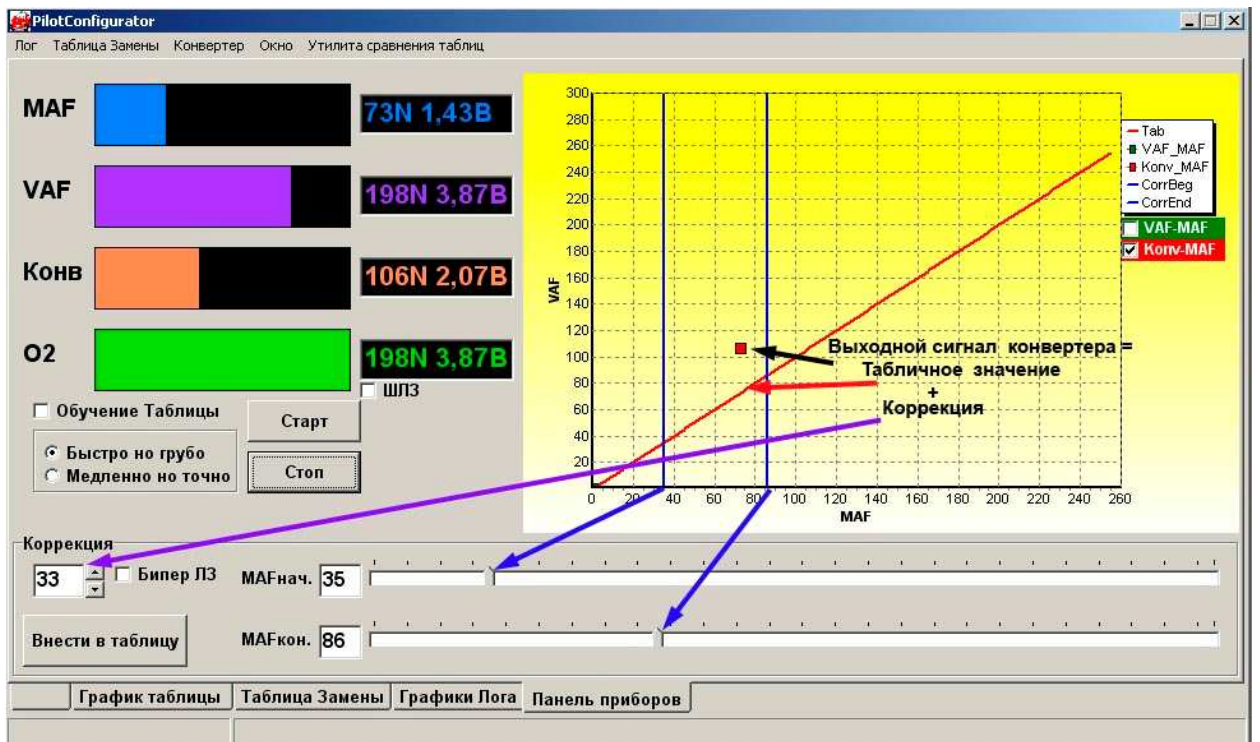 PilotConfigurator
Лог Таблица Замены Конвертер Окно Утилита сравнения таблиц
MAF
73N 1,43В
VAF
198N 3,87В
Конв
106N 2,07В
O2
198N 3,87В
ШЛЗ
Обучение Таблицы
Старт
Быстро но грубо
Медленно но точно
Стоп
300
280
260
240
220
200
180
160
140
120
100
80
60
40
20
VAF
0 20 40 60 80 100 120 140 160 180 200 220 240 260
MAF
Tab
VAF_MAF
Konv_MAF
CorrBeg
CorrEnd
VAF-MAF
Konv-MAF
Выходной сигнал конвертера =
Табличное значение
+
Коррекция
Коррекция
33
Бипер ЛЗ
MAFнач. 35
Внести в таблицу
MAFкон. 86
График таблицы Таблица Замены Графики Лога Панель приборов